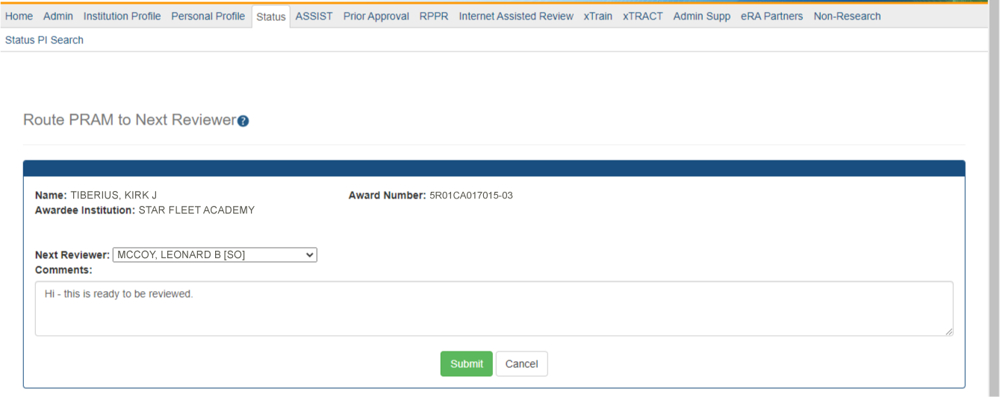 Home Admin Institution Profile Personal Profile Status ASSIST Prior Approval RPPR Internet Assisted Review xTrain xTRACT Admin Supp eRA Partners Non-Research
Status PI Search
Route PRAM to Next Reviewer?
Name: TIBERIUS, KIRK J Award Number: 5R01CA017015-03
Awardee Institution: STAR FLEET ACADEMY
Next Reviewer: MCCOY, LEONARD B [SO]
Comments:
Hi - this is ready to be reviewed.
Submit Cancel